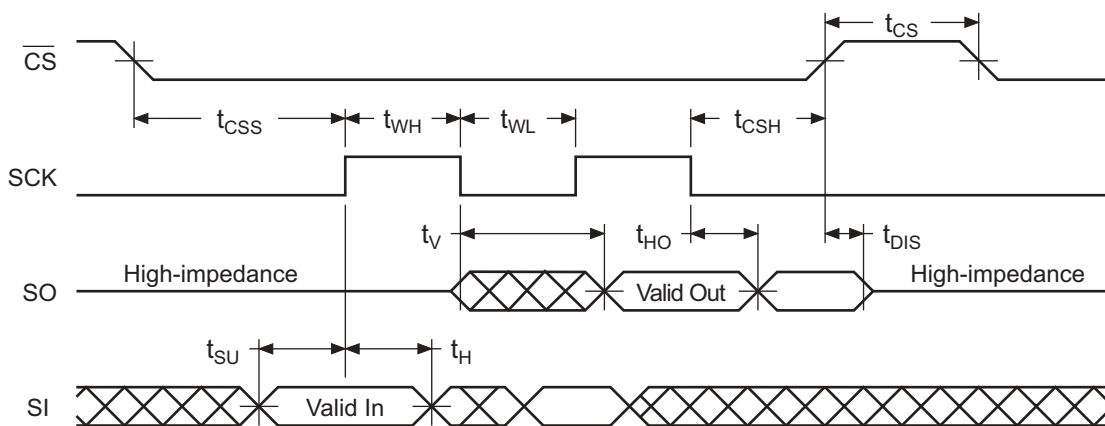 t_CS
C̅S̅
t_CSS t_WH t_WL t_CSH
SCK
t_V t_HO t_DIS
High-impedance High-impedance
SO Valid Out
t_SU t_H
SI Valid In